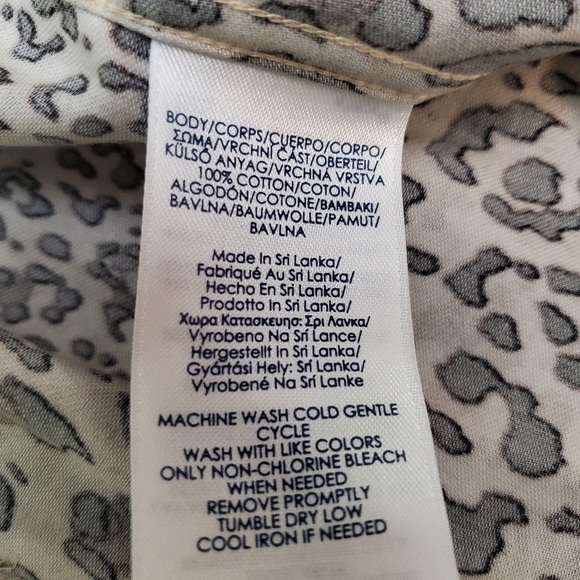 BODY/CORPS/CUERPO/CORPO/
ΣΩΜΑ/VRCHNÍ ČÁST/OBERTEIL/
KÜLSŐ ANYAG/VRCHNÁ VRSTVA
100% COTTON/COTON/
ALGODÓN/COTONE/ΒΑΜΒΑΚΙ/
BAVLNA/BAUMWOLLE/PAMUT/
BAVLNA
Made In Sri Lanka/
Fabriqué Au Sri Lanka/
Hecho En Sri Lanka/
Prodotto In Sri Lanka/
Χωρα Κατασκευησ: Σρι Λανκα/
Vyrobeno Na Srí Lance/
Hergestellt In Sri Lanka/
Gyártási Hely: Srí Lanka/
Vyrobené Na Srí Lanke
MACHINE WASH COLD GENTLE
CYCLE
WASH WITH LIKE COLORS
ONLY NON-CHLORINE BLEACH
WHEN NEEDED
REMOVE PROMPTLY
TUMBLE DRY LOW
COOL IRON IF NEEDED